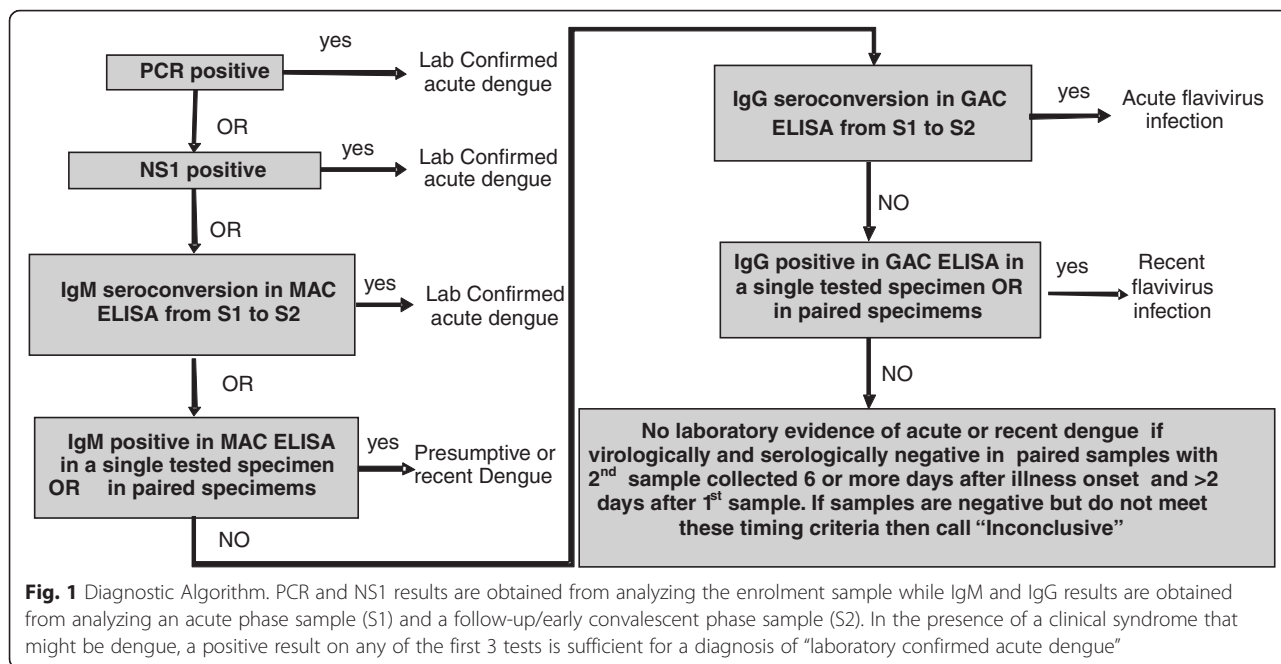 yes
PCR positive
Lab Confirmed
acute dengue
OR
NS1 positive
yes
Lab Confirmed
acute dengue
OR
IgM seroconversion in MAC
ELISA from S1 to S2
yes
Lab Confirmed
acute dengue
OR
IgM positive in MAC ELISA
in a single tested specimen
OR in paired specimems
yes
Presumptive or
recent Dengue
NO
IgG seroconversion in GAC
ELISA from S1 to S2
yes
Acute flavivirus
infection
NO
IgG positive in GAC ELISA in
a single tested specimen OR
in paired specimems
yes
Recent
flavivirus
infection
NO
No laboratory evidence of acute or recent dengue if
virologically and serologically negative in paired samples with
2nd sample collected 6 or more days after illness onset and >2
days after 1st sample. If samples are negative but do not meet
these timing criteria then call “Inconclusive”
Fig. 1 Diagnostic Algorithm. PCR and NS1 results are obtained from analyzing the enrolment sample while IgM and IgG results are obtained
from analyzing an acute phase sample (S1) and a follow-up/early convalescent phase sample (S2). In the presence of a clinical syndrome that
might be dengue, a positive result on any of the first 3 tests is sufficient for a diagnosis of “laboratory confirmed acute dengue”